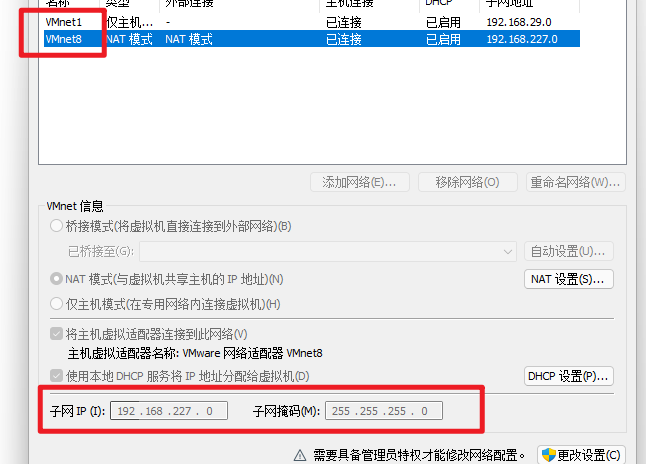 名称 类型 外部连接 主机连接 DHCP 子网地址
VMnet1 仅主机... - 已连接 已启用 192.168.29.0
VMnet8 NAT 模式 NAT 模式 已连接 已启用 192.168.227.0
添加网络(E)... 移除网络(O) 重命名网络(W)...
VMnet 信息
桥接模式(将虚拟机直接连接到外部网络)(B)
已桥接至(G): 自动设置(U)...
NAT 模式(与虚拟机共享主机的 IP 地址)(N) NAT 设置(S)...
仅主机模式(在专用网络内连接虚拟机)(H)
将主机虚拟适配器连接到此网络(V)
主机虚拟适配器名称: VMware 网络适配器 VMnet8
使用本地 DHCP 服务将 IP 地址分配给虚拟机(D) DHCP 设置(P)...
子网 IP (I): 192 . 168 . 227 . 0 子网掩码(M): 255 . 255 . 255 . 0
需要具备管理员特权才能修改网络配置。 更改设置(C)